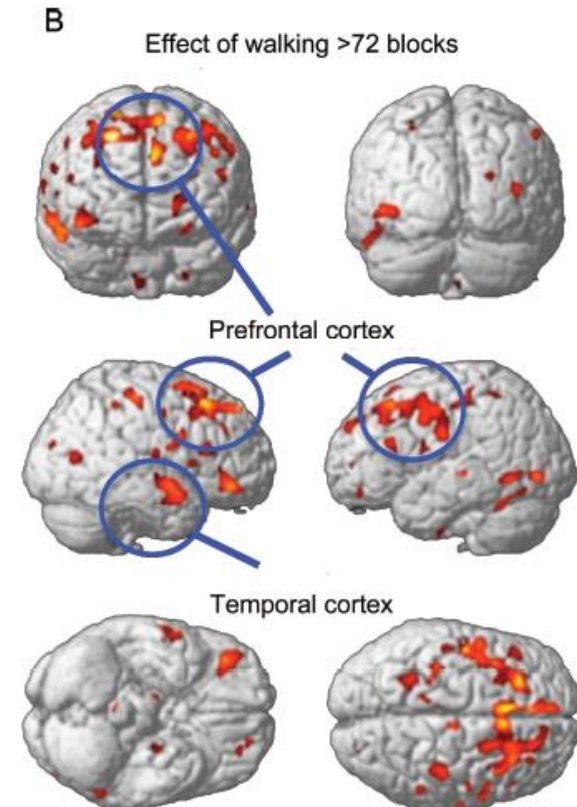 B
Effect of walking >72 blocks
Prefrontal cortex
Temporal cortex